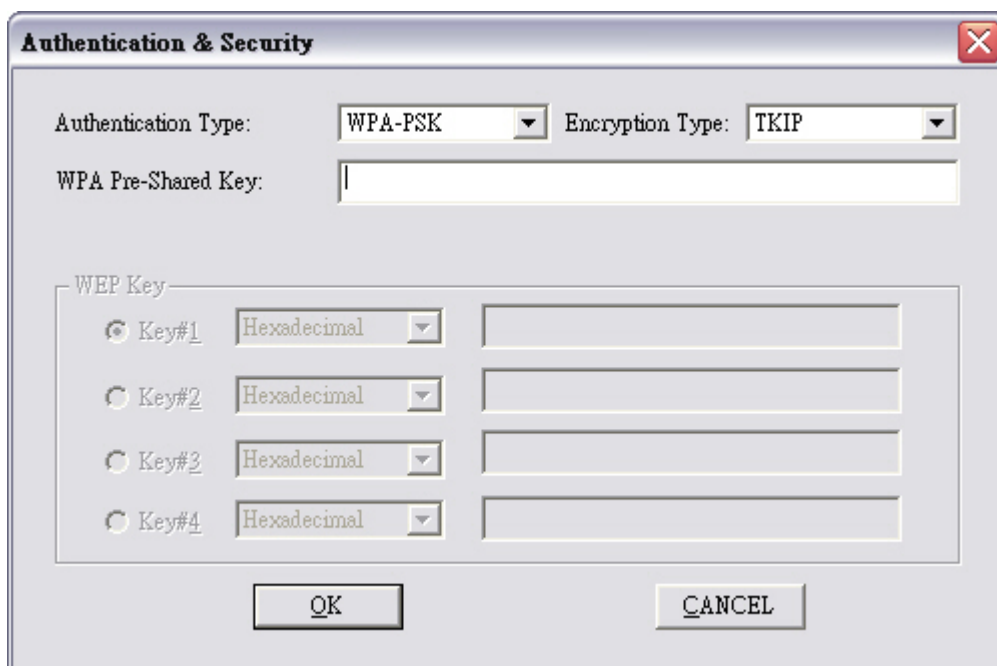 Authentication & Security
Authentication Type: WPA-PSK Encryption Type: TKIP
WPA Pre-Shared Key:
WEP Key
Key#1 Hexadecimal
Key#2 Hexadecimal
Key#3 Hexadecimal
Key#4 Hexadecimal
OK CANCEL